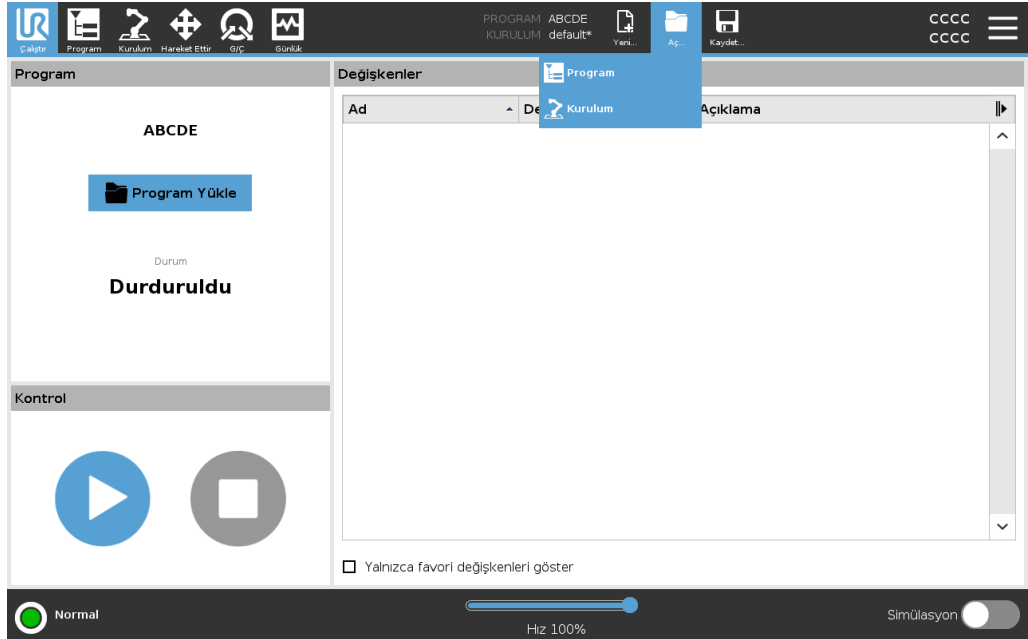 Çalıştır Program Kurulum Hareket Ettir G/Ç Günlük
PROGRAM ABCDE
KURULUM default*
Yeni... Aç... Kaydet...
CCCC
CCCC
Program
Kurulum
Program
ABCDE
Program Yükle
Durum
Durduruldu
Kontrol
Değişkenler
Ad De Açıklama
Yalnızca favori değişkenleri göster
Normal
Hız 100%
Simülasyon